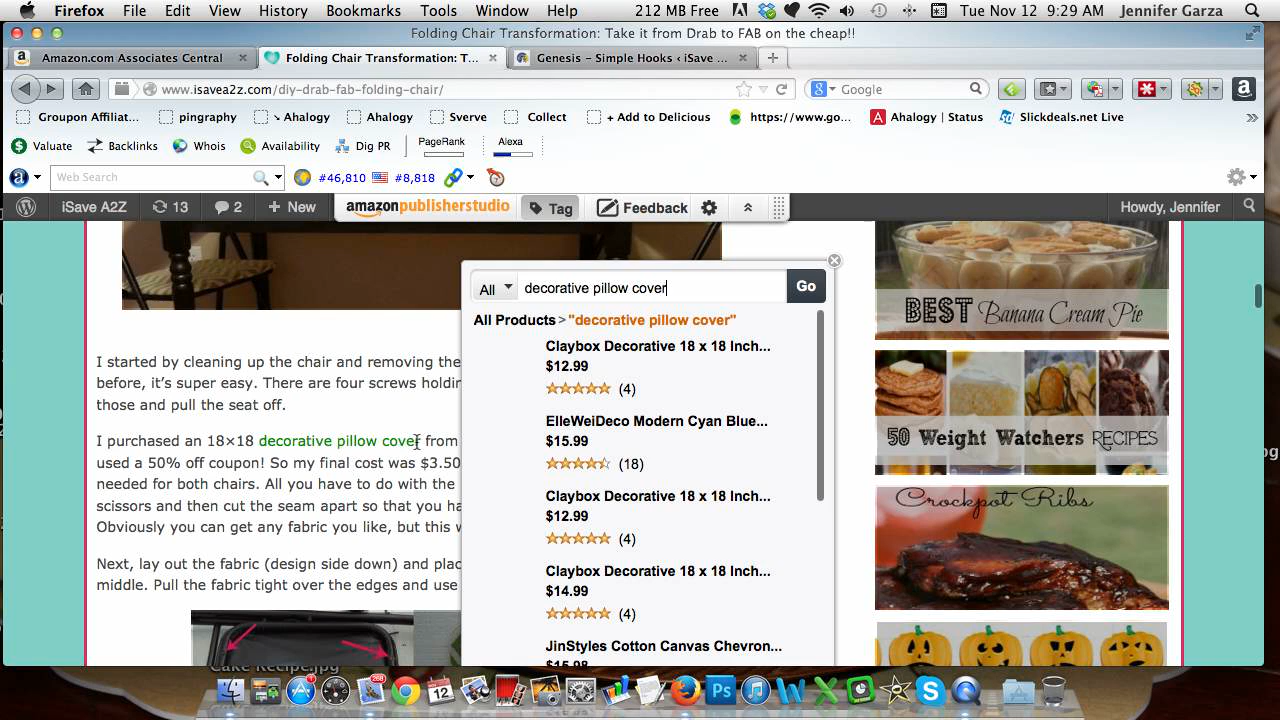 Firefox File Edit View History Bookmarks Tools Window Help 212 MB Free Tue Nov 12 9:29 AM Jennifer Garza
Folding Chair Transformation: Take it from Drab to FAB on the cheap!!
Amazon.com Associates Central
Folding Chair Transformation: T...
Genesis – Simple Hooks ‹ iSave ...
www.isavea2z.com/diy-drab-fab-folding-chair/
Google
Groupon Affiliat... pingraphy ↘ Ahalogy Ahalogy Sverve Collect + Add to Delicious https://www.go... Ahalogy | Status Slickdeals.net Live
Valuate Backlinks Whois Availability Dig PR PageRank Alexa
Web Search #46,810 #8,818
iSave A2Z 13 2 + New amazonpublisherstudio Tag Feedback Howdy, Jennifer
All decorative pillow cover Go
All Products > "decorative pillow cover"
Claybox Decorative 18 x 18 Inch...
$12.99
(4)
ElleWeiDeco Modern Cyan Blue...
$15.99
(18)
Claybox Decorative 18 x 18 Inch...
$12.99
(4)
Claybox Decorative 18 x 18 Inch...
$14.99
(4)
JinStyles Cotton Canvas Chevron...
$15.98
I started by cleaning up the chair and removing the
before, it's super easy. There are four screws holdin
those and pull the seat off.
I purchased an 18×18 decorative pillow cover from
used a 50% off coupon! So my final cost was $3.50
needed for both chairs. All you have to do with the
scissors and then cut the seam apart so that you ha
Obviously you can get any fabric you like, but this w
Next, lay out the fabric (design side down) and plac
middle. Pull the fabric tight over the edges and use
BEST Banana Cream Pie
50 Weight Watchers RECIPES
Crockpot Ribs
Cake Recipe.jpg
268
12